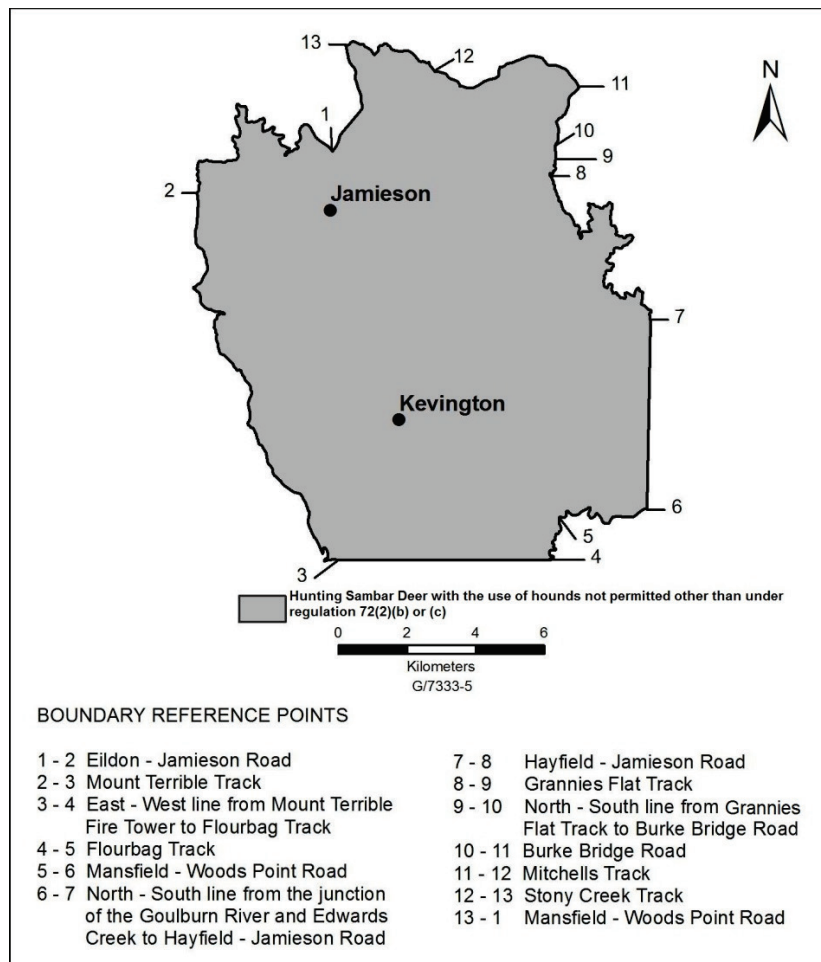 13
12
N
11
1
10
9
8
2
Jamieson
7
Kevington
6
5
4
3
Hunting Sambar Deer with the use of hounds not permitted other than under
regulation 72(2)(b) or (c)
0 2 4 6
Kilometers
G/7333-5
BOUNDARY REFERENCE POINTS
1 - 2 Eildon - Jamieson Road
2 - 3 Mount Terrible Track
3 - 4 East - West line from Mount Terrible
Fire Tower to Flourbag Track
4 - 5 Flourbag Track
5 - 6 Mansfield - Woods Point Road
6 - 7 North - South line from the junction
of the Goulburn River and Edwards
Creek to Hayfield - Jamieson Road
7 - 8 Hayfield - Jamieson Road
8 - 9 Grannies Flat Track
9 - 10 North - South line from Grannies
Flat Track to Burke Bridge Road
10 - 11 Burke Bridge Road
11 - 12 Mitchells Track
12 - 13 Stony Creek Track
13 - 1 Mansfield - Woods Point Road